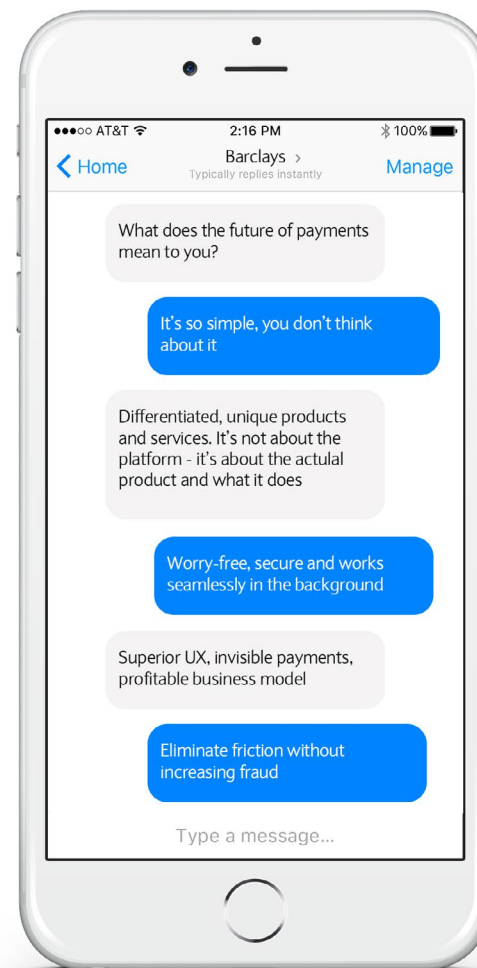 AT&T 2:16 PM 100%
Home Barclays > Manage
Typically replies instantly
What does the future of payments
mean to you?
It's so simple, you don't think
about it
Differentiated, unique products
and services. It's not about the
platform - it's about the actulal
product and what it does
Worry-free, secure and works
seamlessly in the background
Superior UX, invisible payments,
profitable business model
Eliminate friction without
increasing fraud
Type a message...